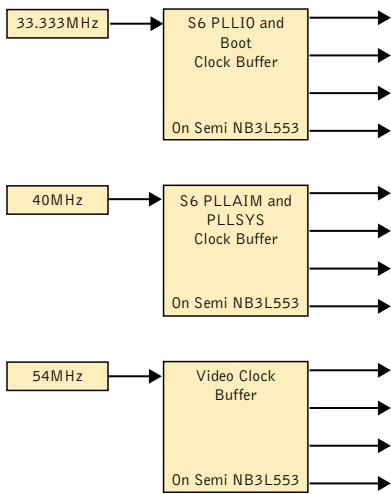 33.333MHz
S6 PLLIO and
Boot
Clock Buffer
On Semi NB3L553
40MHz
S6 PLLAIM and
PLLSYS
Clock Buffer
On Semi NB3L553
54MHz
Video Clock
Buffer
On Semi NB3L553